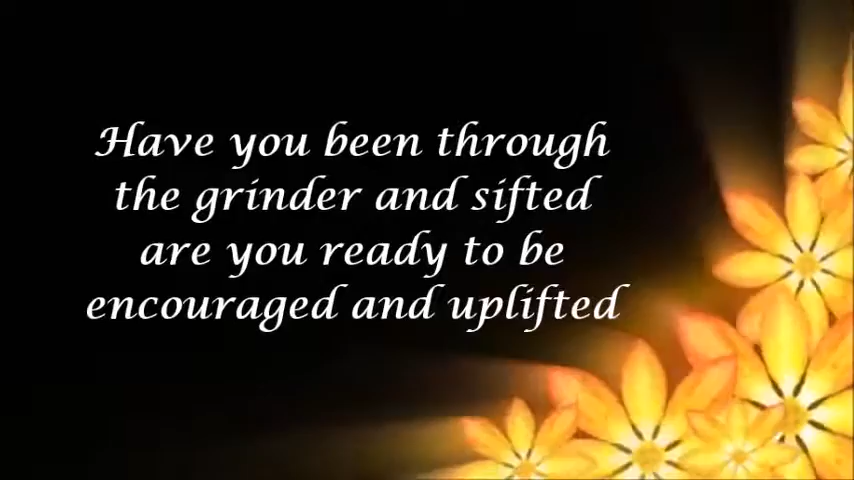 Have you been through
the grinder and sifted
are you ready to be
encouraged and uplifted